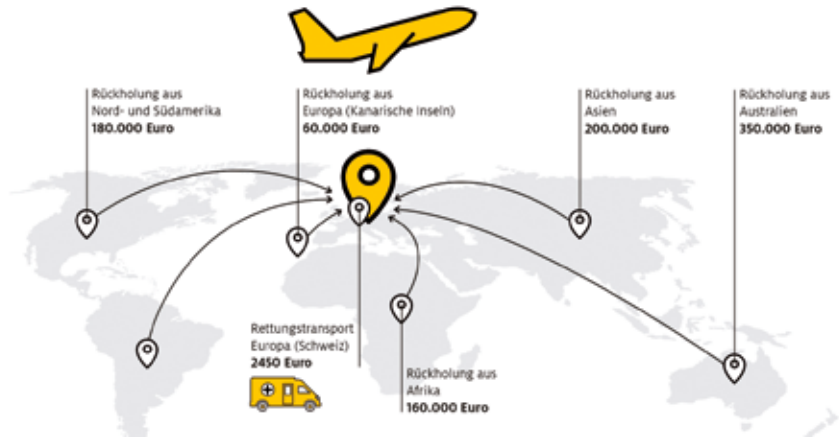 Rückholung aus
Nord- und Südamerika
180.000 Euro
Rückholung aus
Europa (Kanarische Inseln)
60.000 Euro
Rückholung aus
Asien
200.000 Euro
Rückholung aus
Australien
350.000 Euro
Rettungstransport
Europa (Schweiz)
2450 Euro
Rückholung aus
Afrika
160.000 Euro